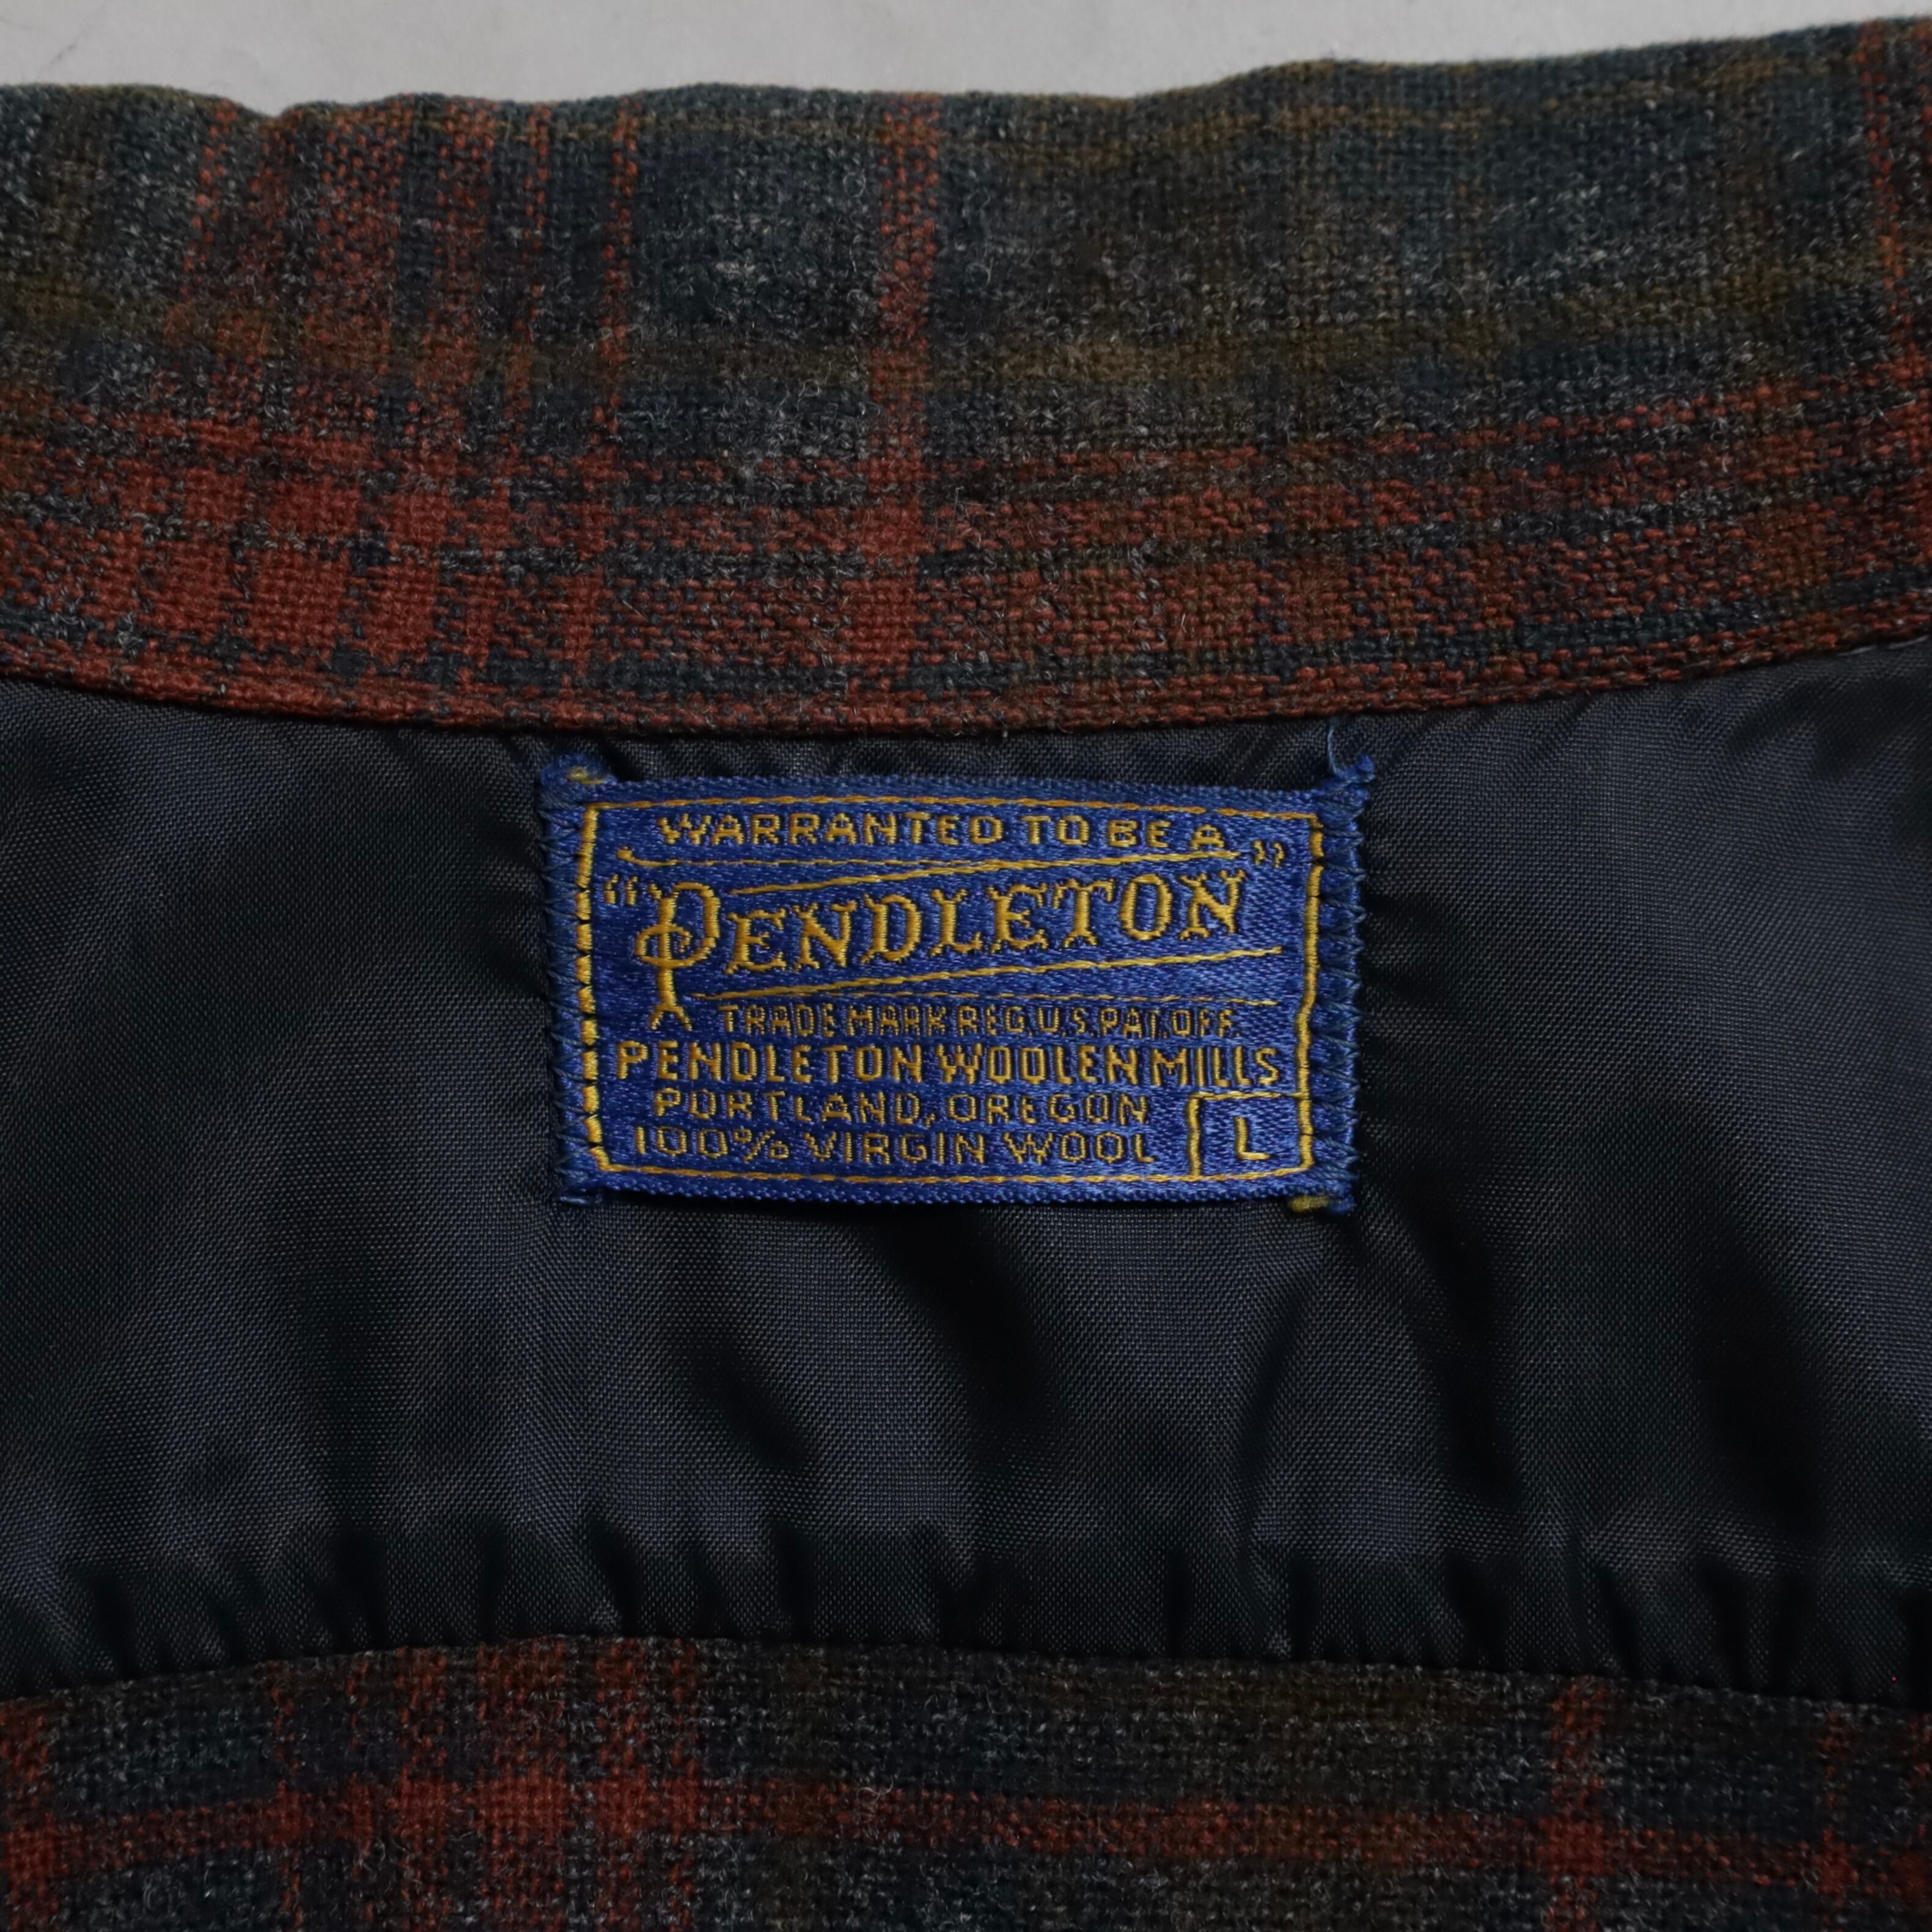 WARRANTED TO BE A
"PENDLETON"
TRADE MARK REG.U.S.PAT.OFF.
PENDLETON WOOLEN MILLS
PORTLAND, OREGON
100% VIRGIN WOOL
L